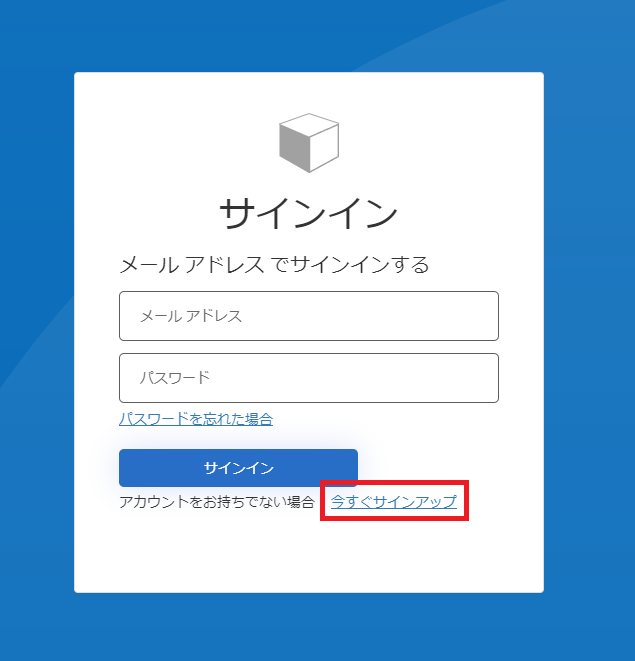 サインイン
メール アドレス でサインインする
メール アドレス
パスワード
パスワードを忘れた場合
サインイン
アカウントをお持ちでない場合 今すぐサインアップ